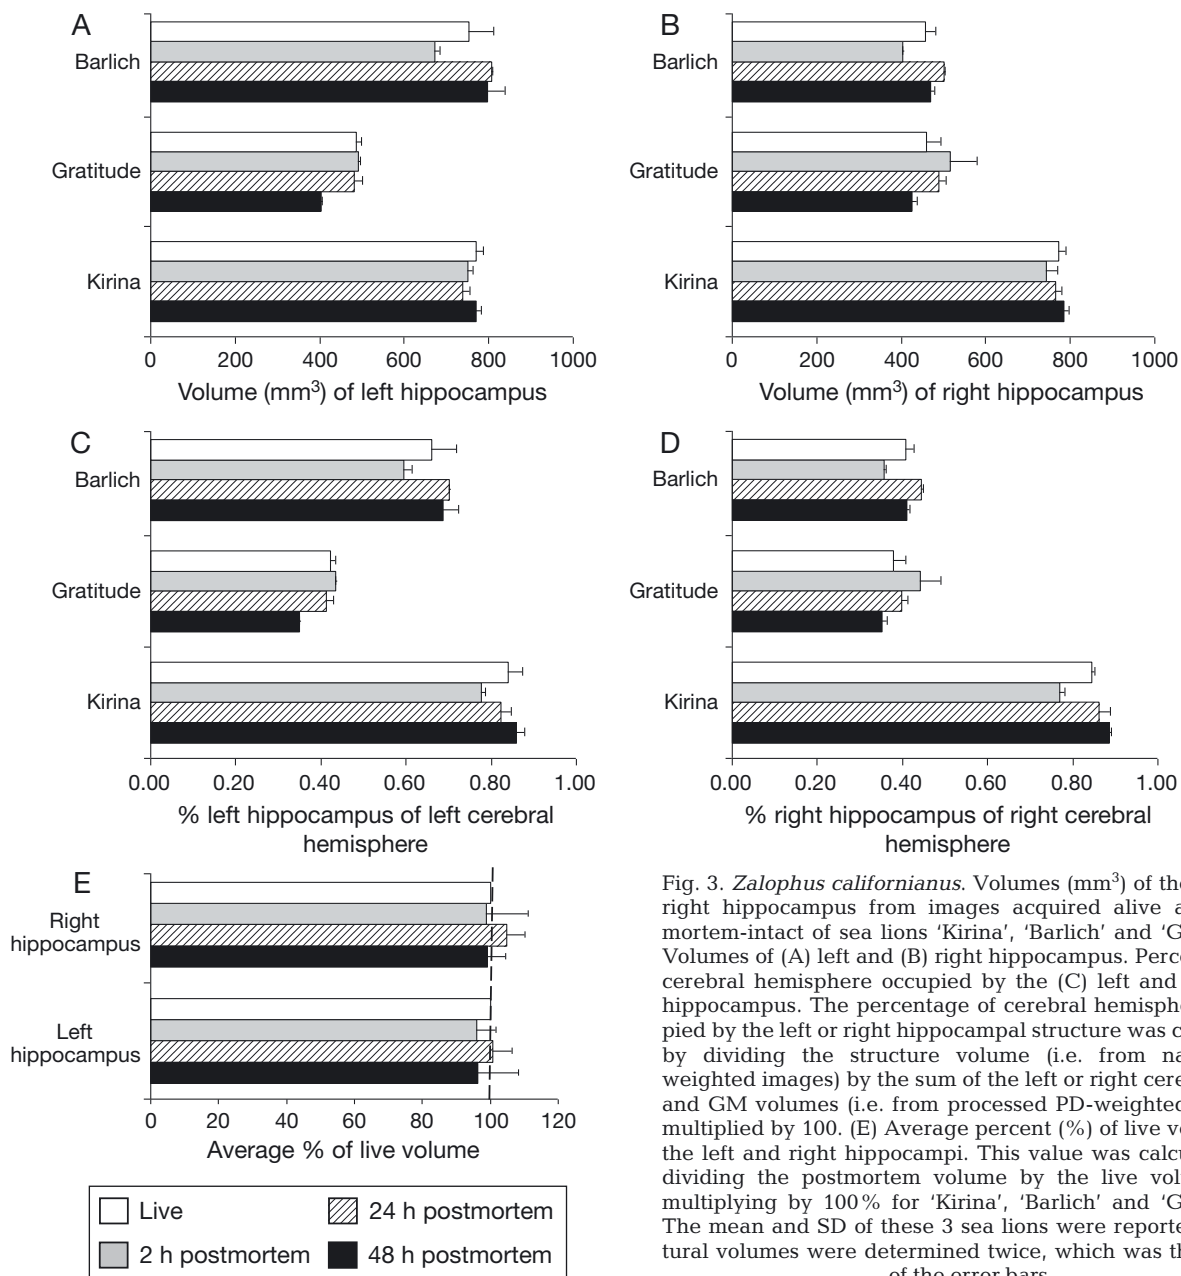 A
Barlich
Gratitude
Kirina
0 200 400 600 800 1000
Volume (mm³) of left hippocampus
B
Barlich
Gratitude
Kirina
0 200 400 600 800 1000
Volume (mm³) of right hippocampus
C
Barlich
Gratitude
Kirina
0.00 0.20 0.40 0.60 0.80 1.00
% left hippocampus of left cerebral
hemisphere
D
Barlich
Gratitude
Kirina
0.00 0.20 0.40 0.60 0.80 1.00
% right hippocampus of right cerebral
hemisphere
E
Right
hippocampus
Left
hippocampus
0 20 40 60 80 100 120
Average % of live volume
Live
24 h postmortem
2 h postmortem
48 h postmortem
Fig. 3. Zalophus californianus. Volumes (mm³) of the
right hippocampus from images acquired alive a
mortem-intact of sea lions 'Kirina', 'Barlich' and 'G
Volumes of (A) left and (B) right hippocampus. Perce
cerebral hemisphere occupied by the (C) left and
hippocampus. The percentage of cerebral hemisphe
pied by the left or right hippocampal structure was c
by dividing the structure volume (i.e. from na
weighted images) by the sum of the left or right cere
and GM volumes (i.e. from processed PD-weighted
multiplied by 100. (E) Average percent (%) of live v
the left and right hippocampi. This value was calcu
dividing the postmortem volume by the live volu
multiplying by 100% for 'Kirina', 'Barlich' and 'G
The mean and SD of these 3 sea lions were reporte
tural volumes were determined twice, which was th
of the error bars